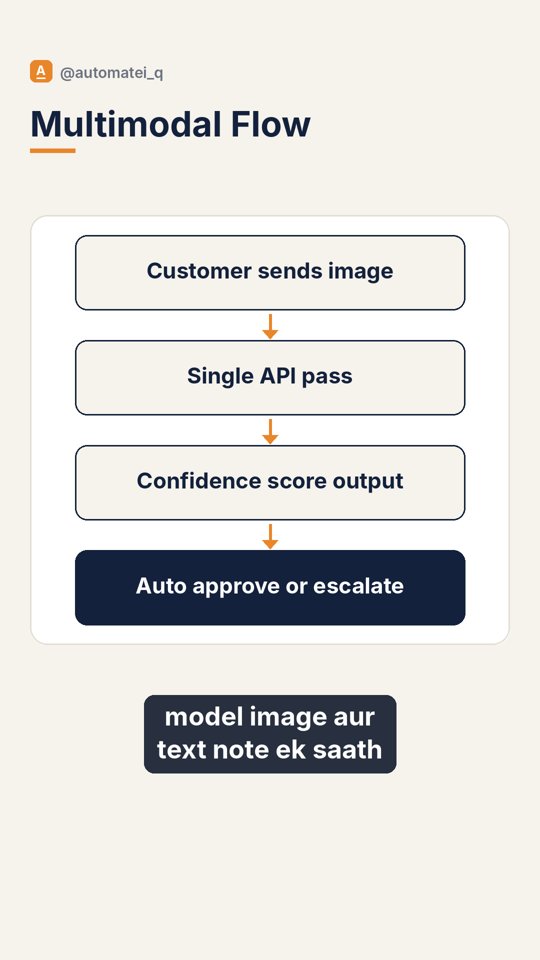 A
@automatei_q
Multimodal Flow
Customer sends image
Single API pass
Confidence score output
Auto approve or escalate
model image aur
text note ek saath